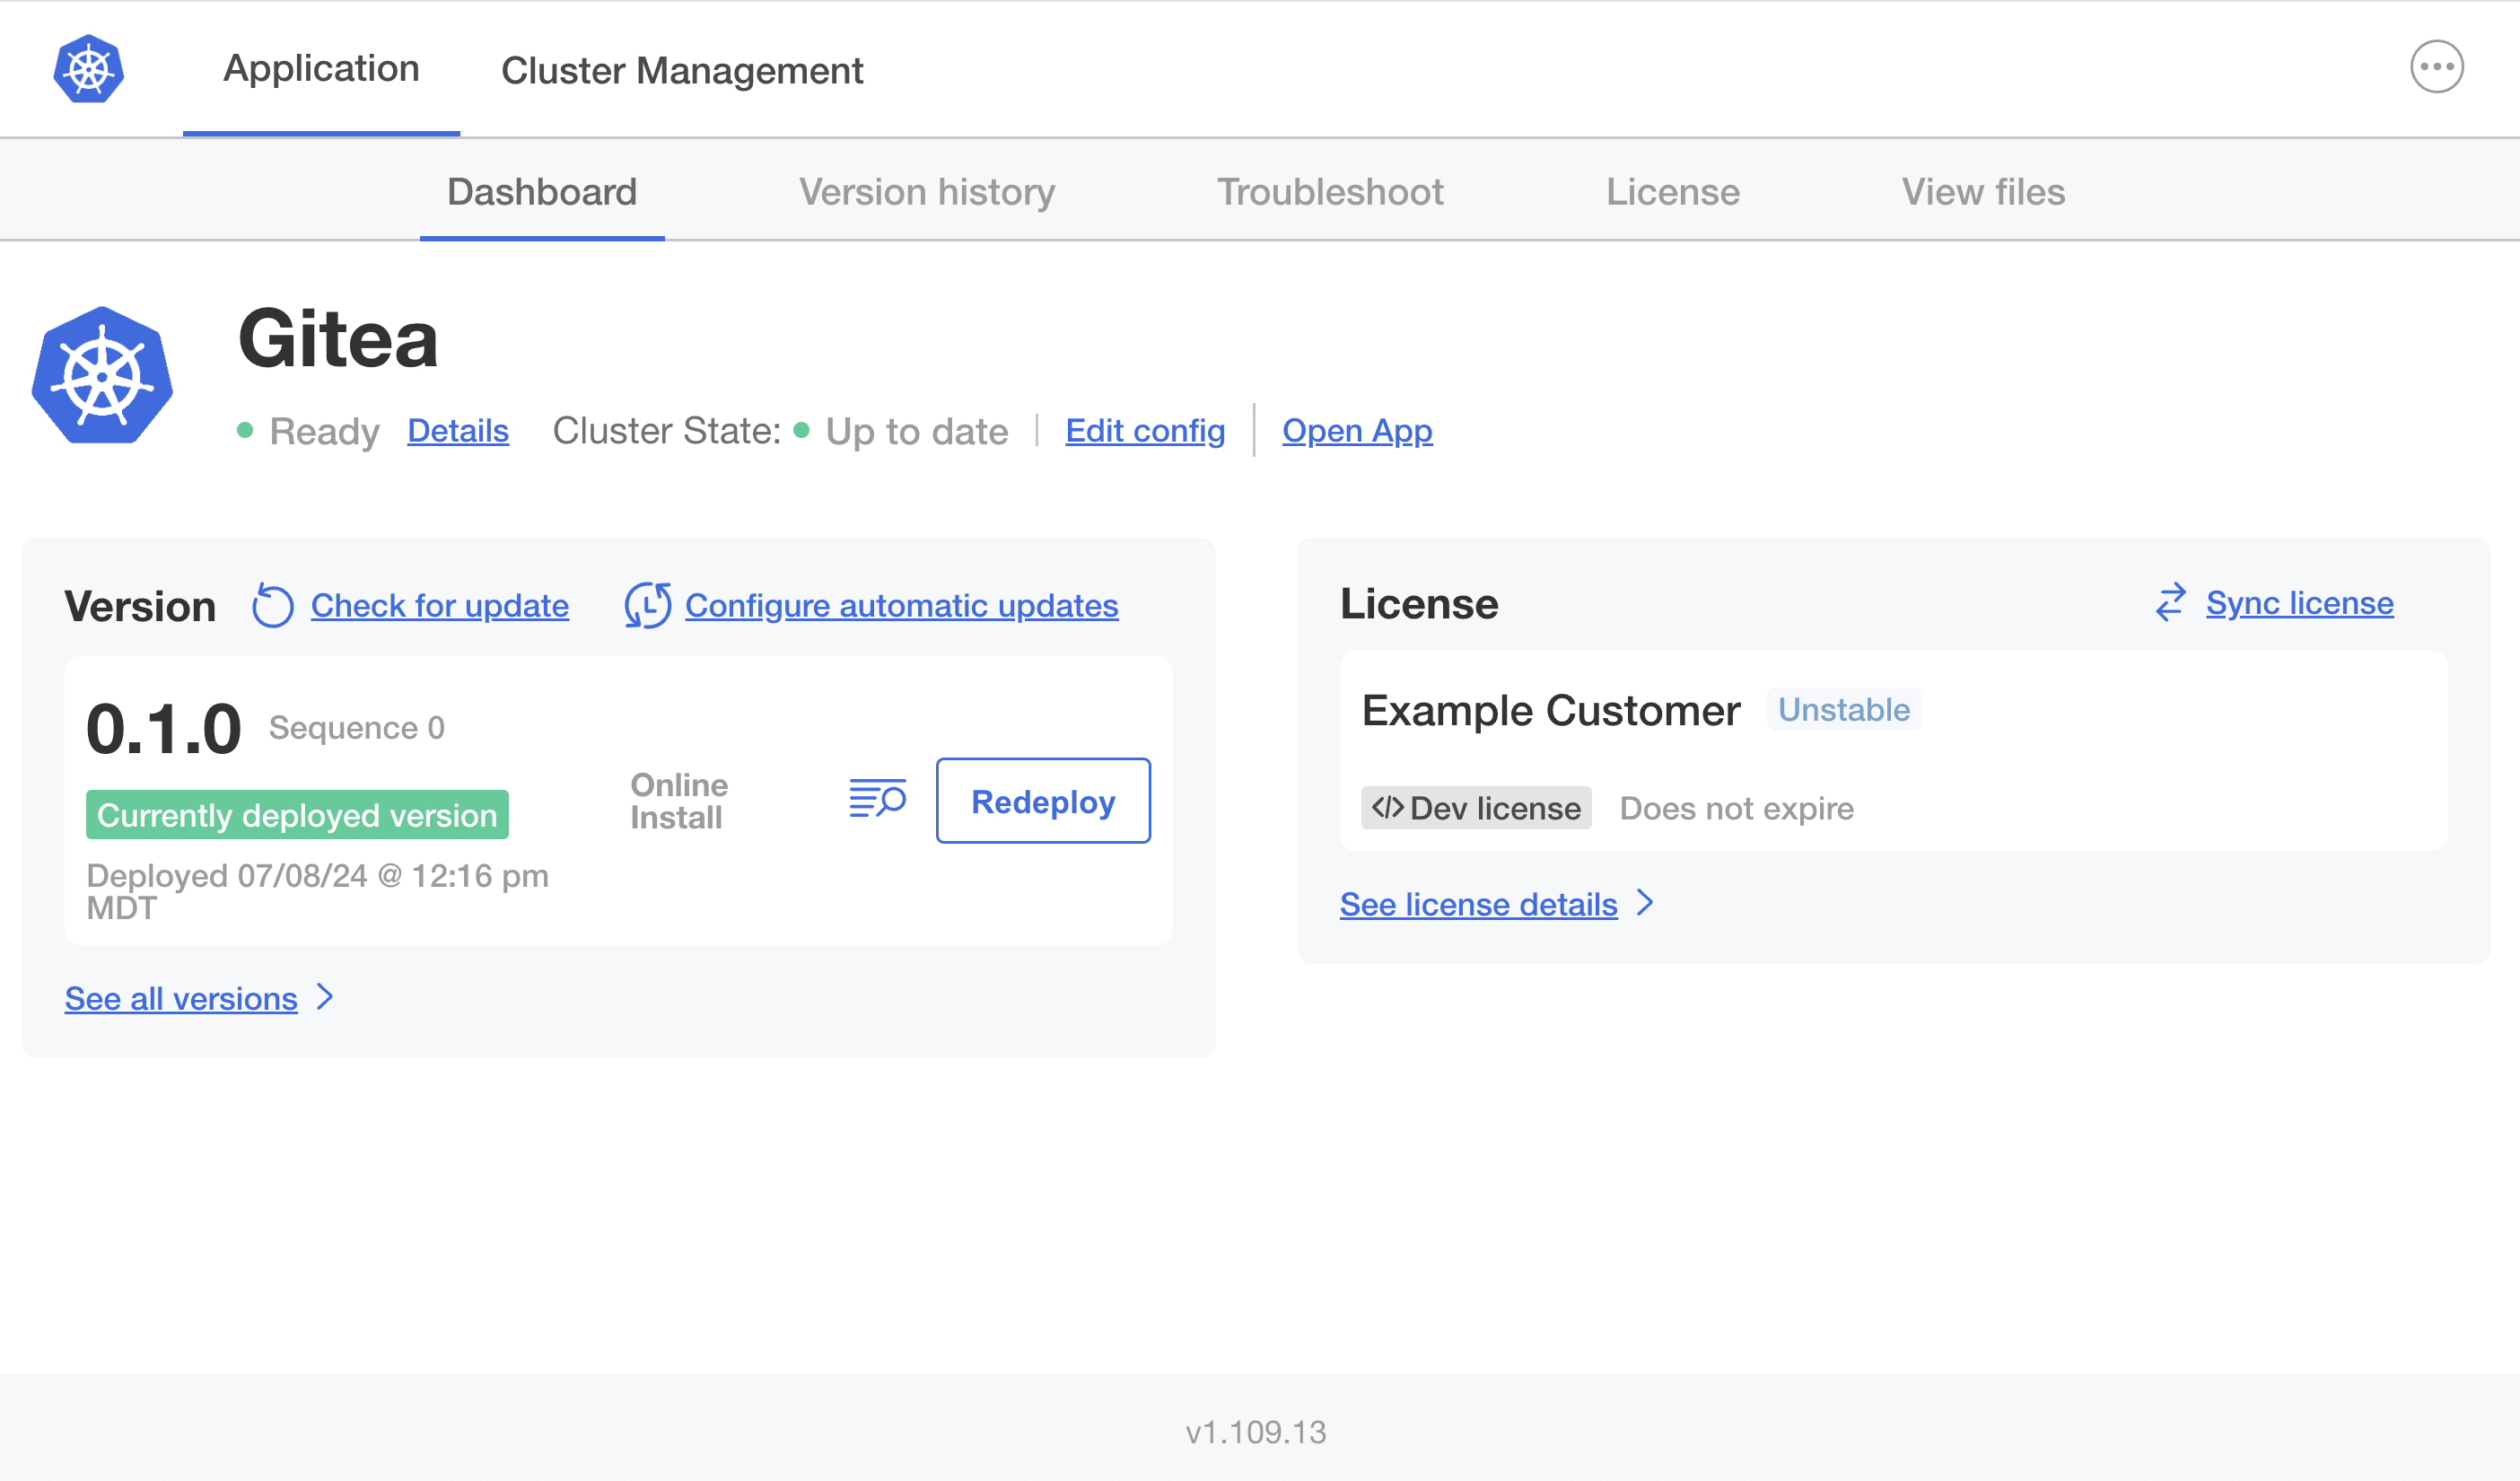 Application
Cluster Management
Dashboard
Version history
Troubleshoot
License
View files
Gitea
Ready Details Cluster State: Up to date Edit config Open App
Version Check for update Configure automatic updates
0.1.0 Sequence 0
Currently deployed version
Deployed 07/08/24 @ 12:16 pm
MDT
Online
Install
Redeploy
See all versions
License Sync license
Example Customer Unstable
</> Dev license Does not expire
See license details
v1.109.13